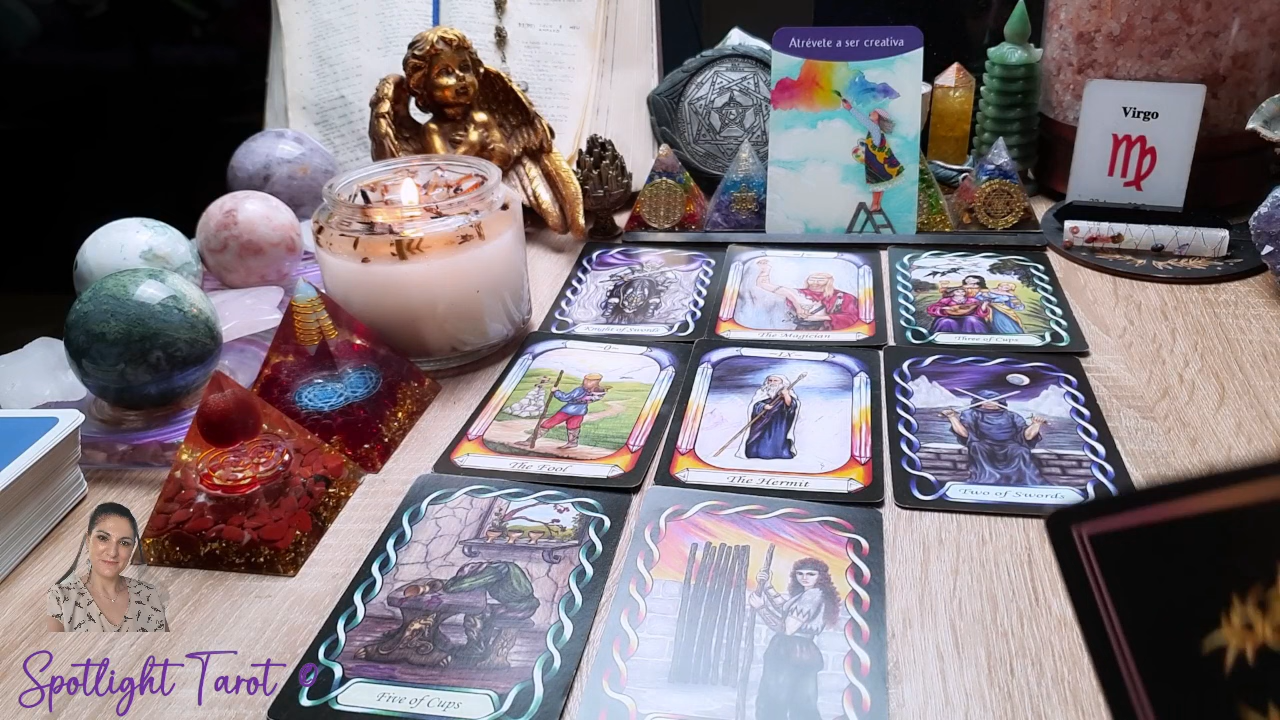 Atrévete a ser creativa
Virgo
Knight of Swords
The Magician
Three of Cups
-0-
The Fool
-IX-
The Hermit
Two of Swords
Five of Cups
Spotlight Tarot ©